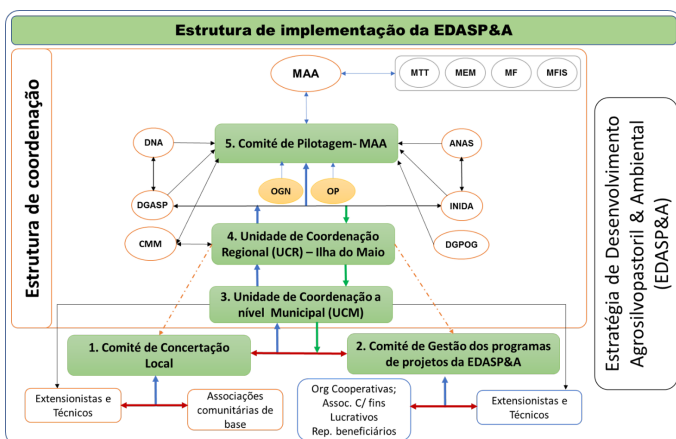 Estrutura de implementação da EDASP&A
Estrutura de coordenação
MAA
MTT
MEM
MF
MFIS
DNA
5. Comité de Pilotagem- MAA
ANAS
OGN
OP
DGASP
INIDA
CMM
4. Unidade de Coordenação
Regional (UCR) – Ilha do Maio
DGPOG
3. Unidade de Coordenação a
nível Municipal (UCM)
1. Comité de Concertação
Local
2. Comité de Gestão dos programas
de projetos da EDASP&A
Extensionistas e
Técnicos
Associações
comunitárias de
base
Org Cooperativas;
Assoc. C/ fins
Lucrativos
Rep. beneficiários
Extensionistas e
Técnicos
Estratégia de Desenvolvimento
Agrosilvopastoril & Ambiental
(EDASP&A)